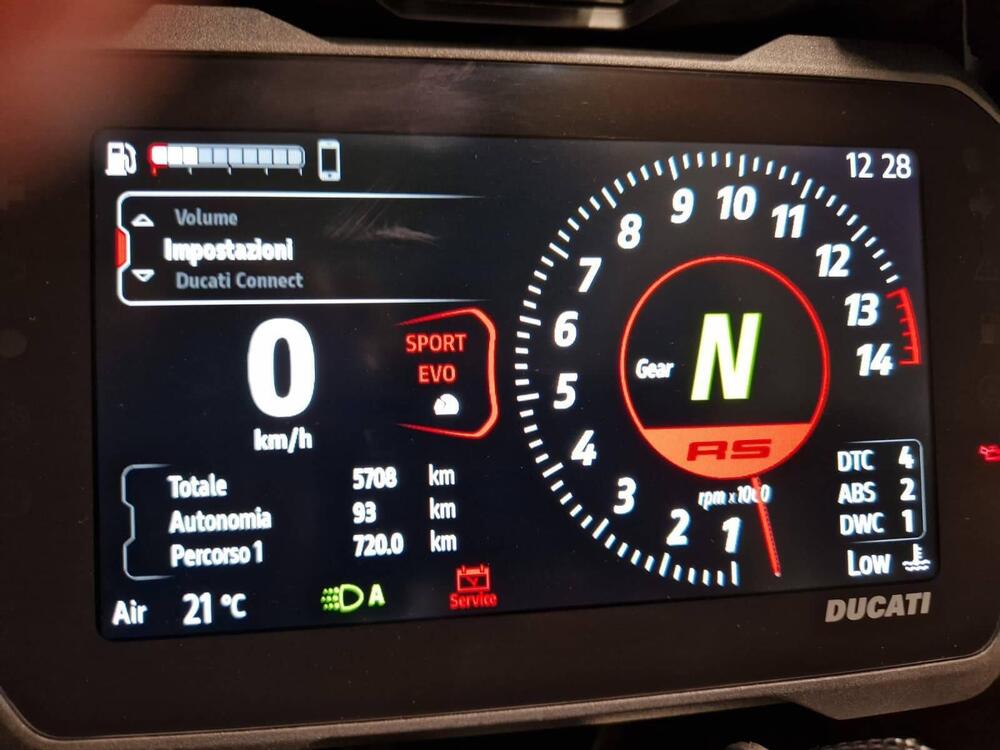 12 28
Volume
Impostazioni
Ducati Connect
0
km/h
SPORT
EVO
Totale 5708 km
Autonomia 93 km
Percorso 1 720.0 km
Air 21 °C
A
Service
1
2
3
4
5
6
7
8
9
10
11
12
13
14
Gear N
RS
rpm x 1000
DTC 4
ABS 2
DWC 1
Low
DUCATI